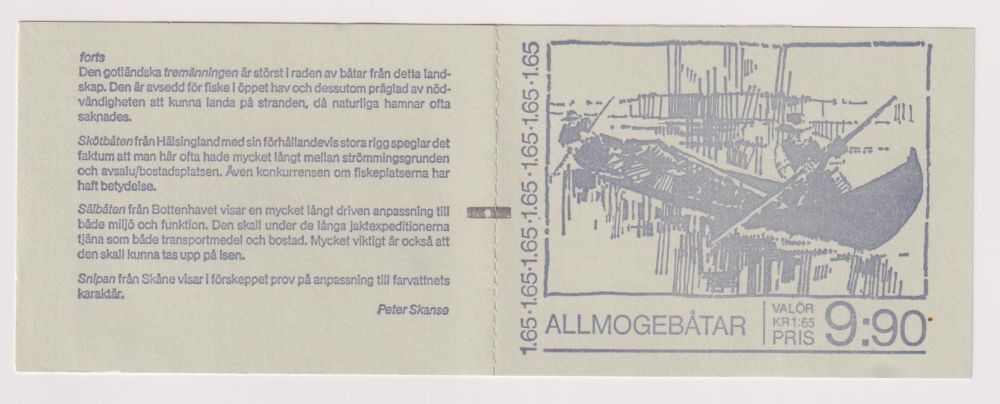 forts
Den gotländska tremänningen är störst i raden av båtar från detta land-
skap. Den är avsedd för fiske i öppet hav och dessutom präglad av nöd-
vändigheten att kunna landa på stranden, då naturliga hamnar ofta
saknades.
Skötbåten från Hälsingland med sin förhållandevis stora rigg speglar det
faktum att man här ofta hade mycket långt mellan strömmingsgrunden
och avsalu/bostadsplatsen. Även konkurrensen om fiskeplatserna har
haft betydelse.
Sälbåten från Bottenhavet visar en mycket långt driven anpassning till
både miljö och funktion. Den skall under de långa jaktexpeditionerna
tjäna som både transportmedel och bostad. Mycket viktigt är också att
den skall kunna tas upp på isen.
Snipan från Skåne visar i förskeppet prov på anpassning till farvattnets
karaktär.
Peter Skanse
1.65·1.65·1.65·1.65·1.65·1.65
ALLMOGEBÅTAR
VALÖR
KR 1:65
PRIS
9:90